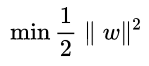 min 1/2 ‖ w‖²